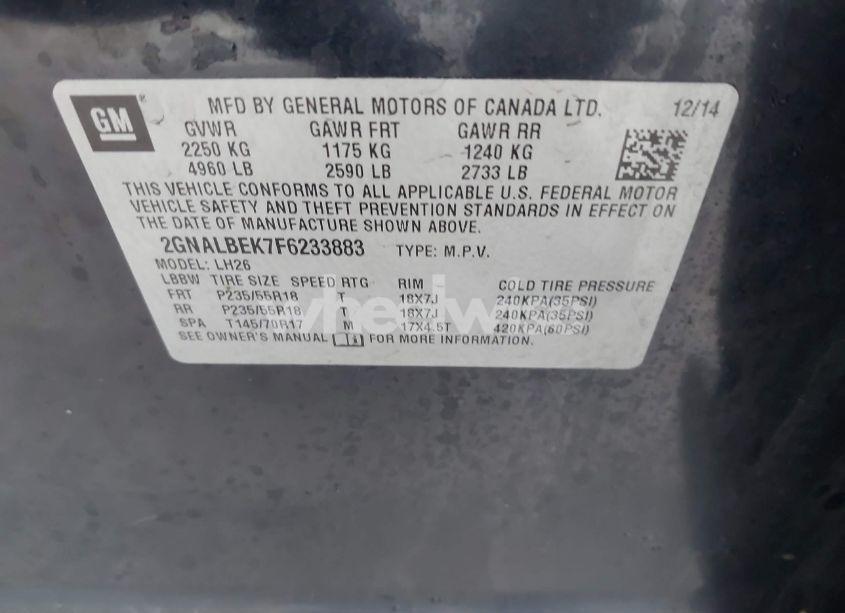 GM® MFD BY GENERAL MOTORS OF CANADA LTD. 12/14
GVWR GAWR FRT GAWR RR
2250 KG 1175 KG 1240 KG
4960 LB 2590 LB 2733 LB
THIS VEHICLE CONFORMS TO ALL APPLICABLE U.S. FEDERAL MOTOR
VEHICLE SAFETY AND THEFT PREVENTION STANDARDS IN EFFECT ON
THE DATE OF MANUFACTURE SHOWN ABOVE.
2GNALBEK7F6233883 TYPE: M.P.V.
MODEL: LH26
LBBW TIRE SIZE SPEED RTG RIM COLD TIRE PRESSURE
FRT P235/55R18 T 18X7J 240KPA(35PSI)
RR P235/55R18 T 18X7J 240KPA(35PSI)
SPA T145/70R17 M 17X4.5T 420KPA(60PSI)
SEE OWNER'S MANUAL FOR MORE INFORMATION.